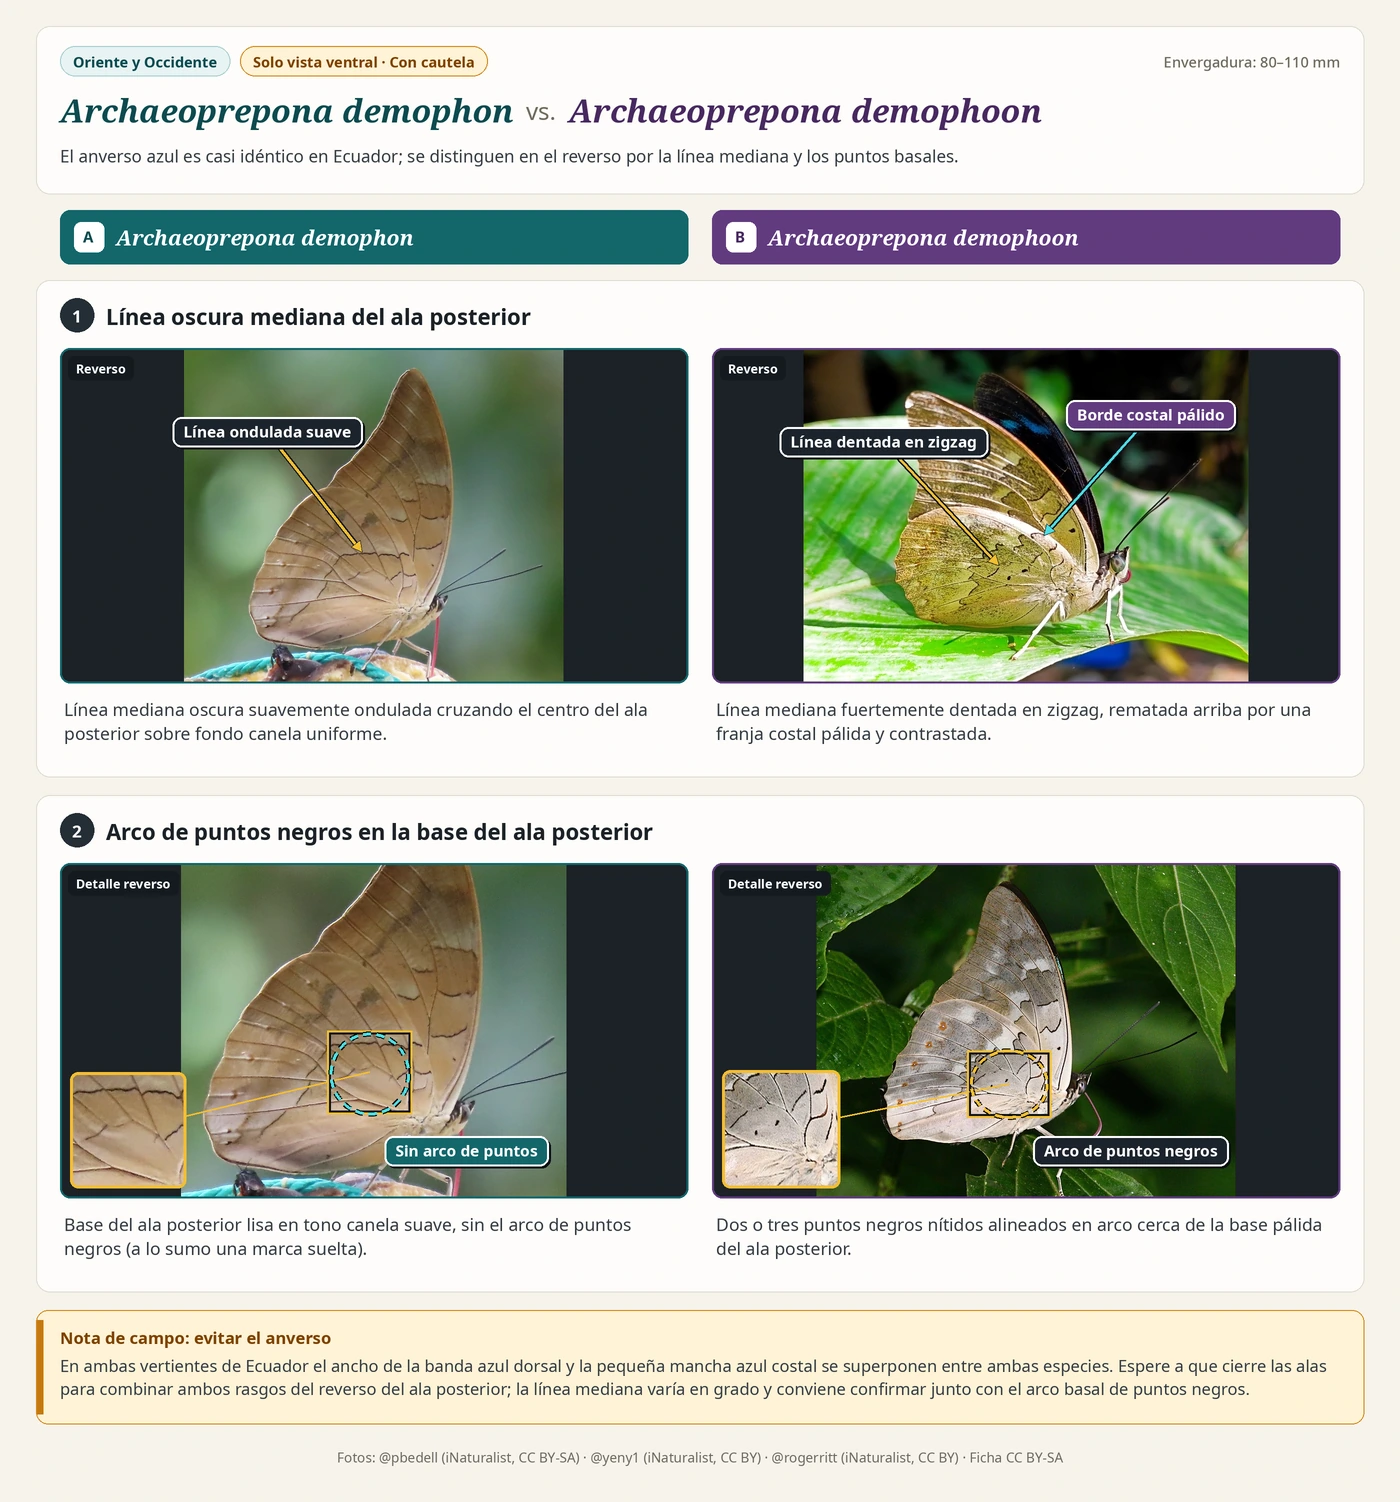 Oriente y Occidente
Solo vista ventral · Con cautela
Envergadura: 80–110 mm
Archaeoprepona demophon vs. Archaeoprepona demophoon
El anverso azul es casi idéntico en Ecuador; se distinguen en el reverso por la línea mediana y los puntos basales.
A Archaeoprepona demophon
B Archaeoprepona demophoon
1 Línea oscura mediana del ala posterior
Reverso
Línea ondulada suave
Reverso
Línea dentada en zigzag
Borde costal pálido
Línea mediana oscura suavemente ondulada cruzando el centro del ala
posterior sobre fondo canela uniforme.
Línea mediana fuertemente dentada en zigzag, rematada arriba por una
franja costal pálida y contrastada.
2 Arco de puntos negros en la base del ala posterior
Detalle reverso
Sin arco de puntos
Detalle reverso
Arco de puntos negros
Base del ala posterior lisa en tono canela suave, sin el arco de puntos
negros (a lo sumo una marca suelta).
Dos o tres puntos negros nítidos alineados en arco cerca de la base pálida
del ala posterior.
Nota de campo: evitar el anverso
En ambas vertientes de Ecuador el ancho de la banda azul dorsal y la pequeña mancha azul costal se superponen entre ambas especies. Espere a que cierre las alas
para combinar ambos rasgos del reverso del ala posterior; la línea mediana varía en grado y conviene confirmar junto con el arco basal de puntos negros.
Fotos: @pbedell (iNaturalist, CC BY-SA) · @yeny1 (iNaturalist, CC BY) · @rogerritt (iNaturalist, CC BY) · Ficha CC BY-SA